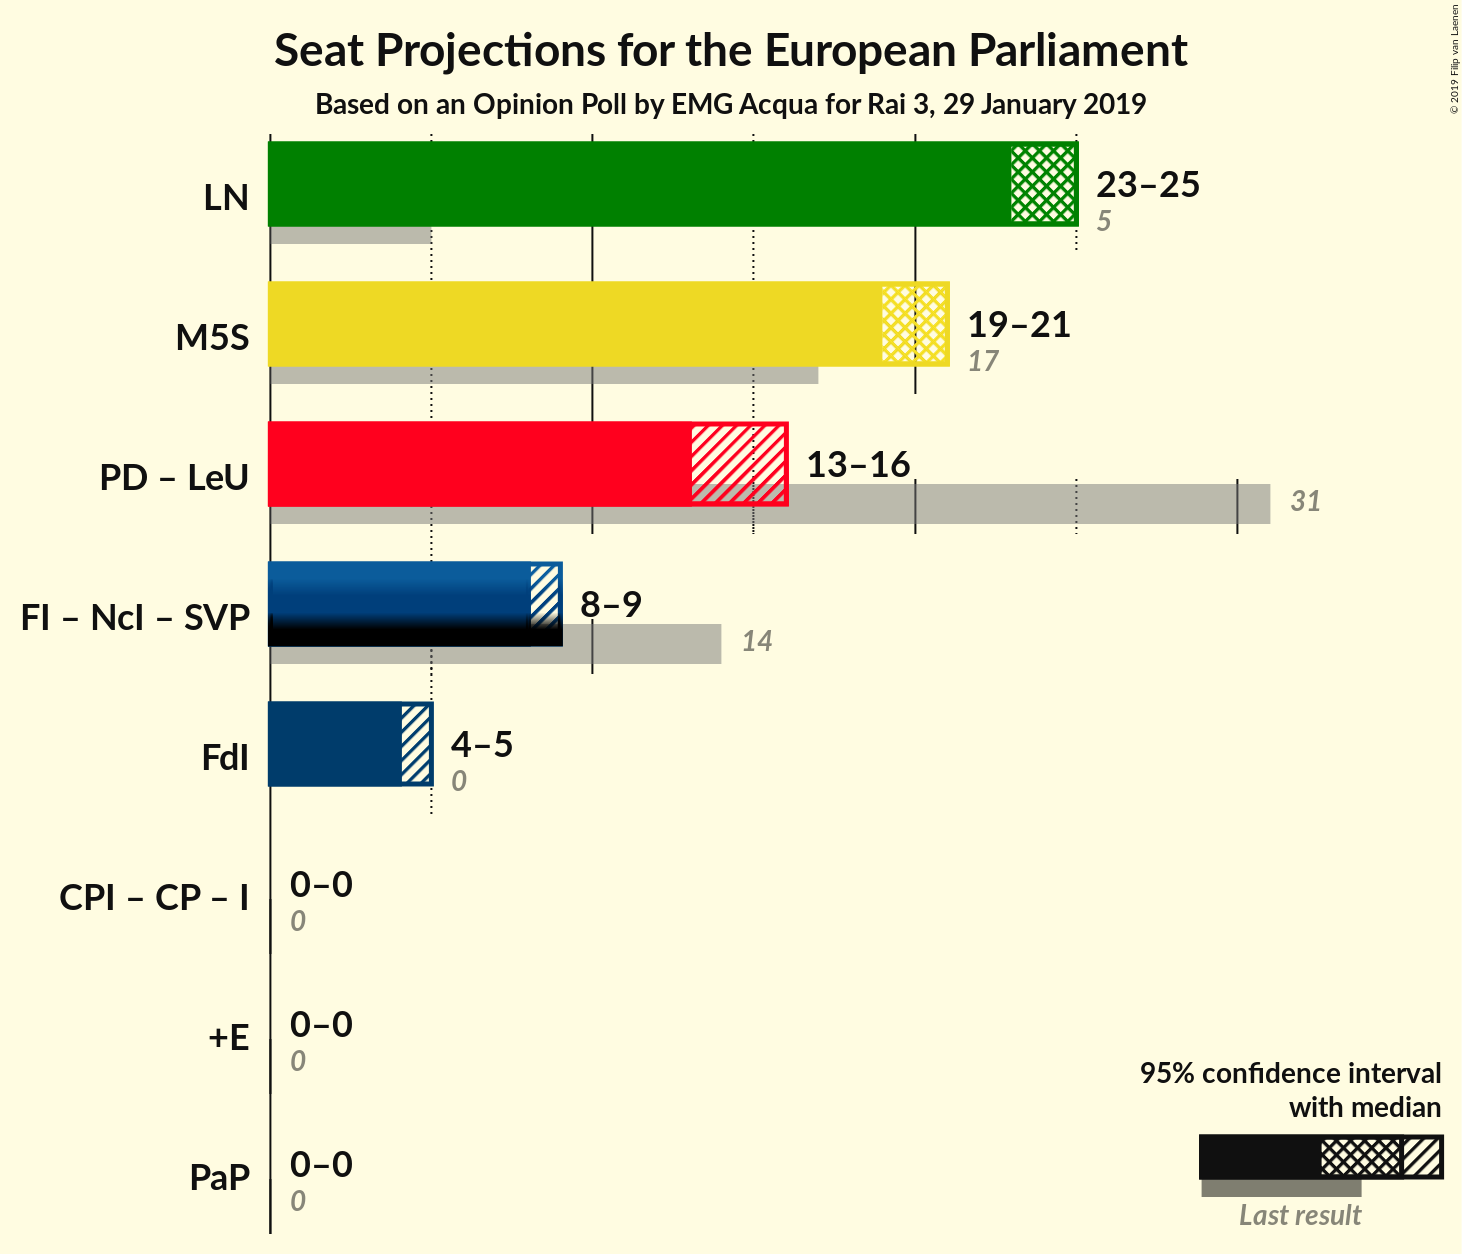 Seat Projections for the European Parliament
Based on an Opinion Poll by EMG Acqua for Rai 3, 29 January 2019
© 2019 Filip van Laenen
LN
23–25
5
M5S
19–21
17
PD – LeU
13–16
31
FI – NcI – SVP
8–9
14
FdI
4–5
0
CPI – CP – I
0–0
0
+E
0–0
0
PaP
0–0
0
95% confidence interval
with median
Last result